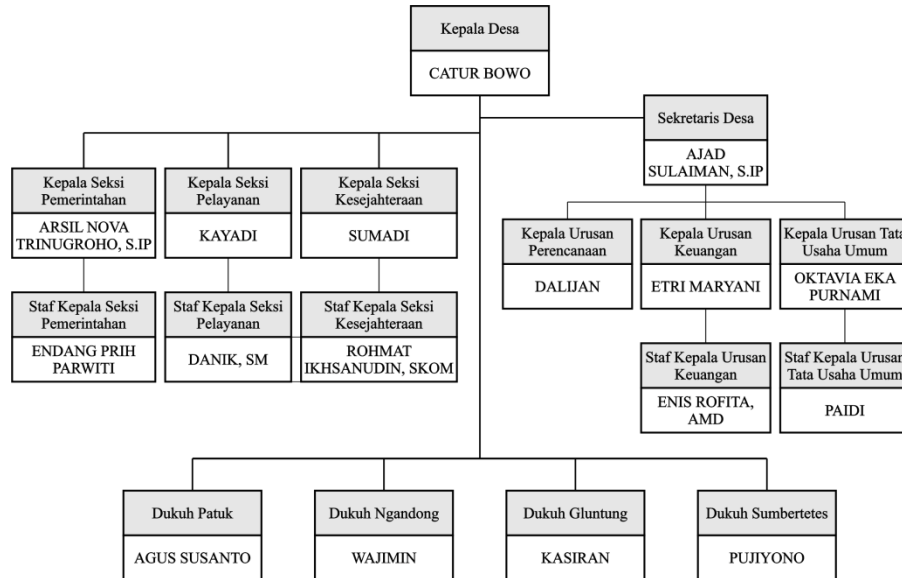 Kepala Desa
CATUR BOWO
Sekretaris Desa
AJAD
SULAIMAN, S.IP
Kepala Seksi
Pemerintahan
ARSIL NOVA
TRINUGROHO, S.IP
Kepala Seksi
Pelayanan
KAYADI
Kepala Seksi
Kesejahteraan
SUMADI
Staf Kepala Seksi
Pemerintahan
ENDANG PRIH
PARWITI
Staf Kepala Seksi
Pelayanan
DANIK, SM
Staf Kepala Seksi
Kesejahteraan
ROHMAT
IKHSANUDIN, SKOM
Kepala Urusan
Perencanaan
DALIJAN
Kepala Urusan
Keuangan
ETRI MARYANI
Kepala Urusan Tata
Usaha Umum
OKTAVIA EKA
PURNAMI
Staf Kepala Urusan
Keuangan
ENIS ROFITA,
AMD
Staf Kepala Urusan
Tata Usaha Umum
PAIDI
Dukuh Patuk
AGUS SUSANTO
Dukuh Ngandong
WAJIMIN
Dukuh Gluntung
KASIRAN
Dukuh Sumbertetes
PUJIYONO